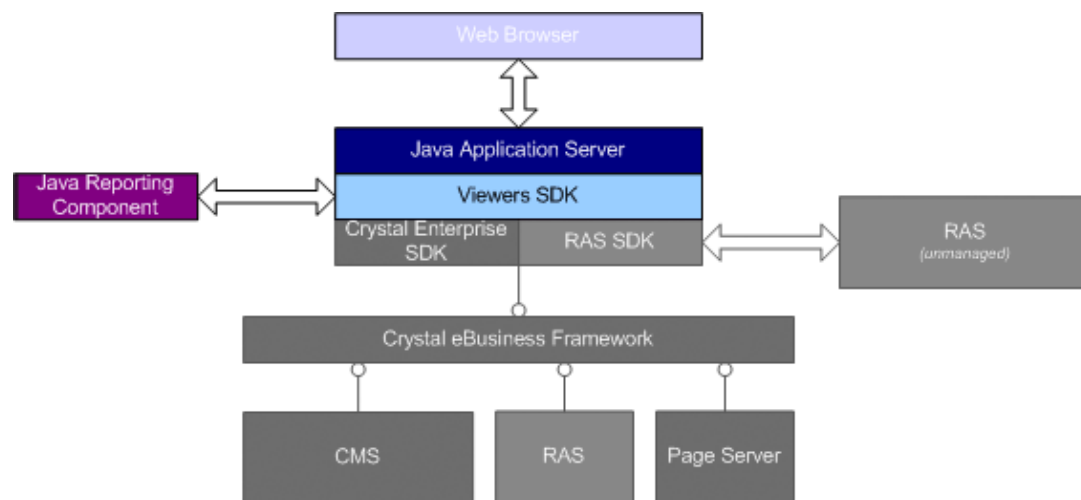 Web Browser
Java Application Server
Java Reporting
Component
Viewers SDK
Crystal Enterprise
SDK
RAS SDK
RAS
(unmanaged)
Crystal eBusiness Framework
CMS
RAS
Page Server